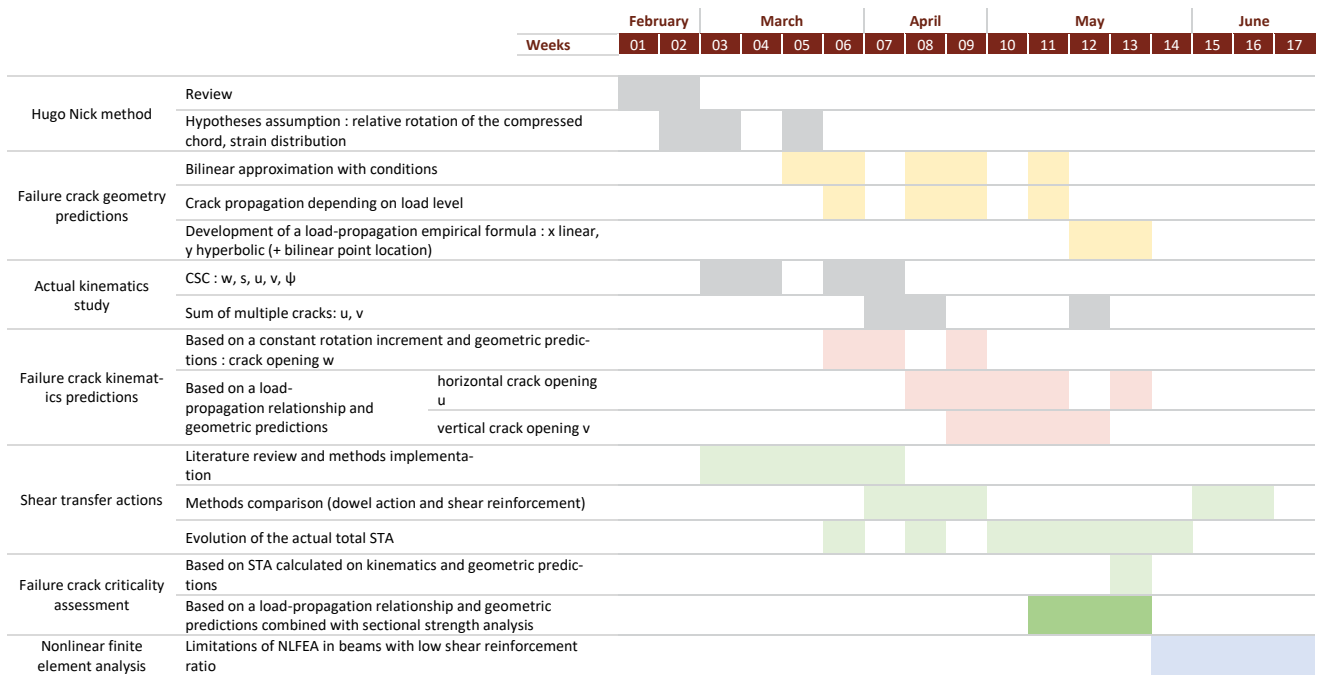 February March April May June
Weeks 01 02 03 04 05 06 07 08 09 10 11 12 13 14 15 16 17
Hugo Nick method
Review
Hypotheses assumption : relative rotation of the compressed
chord, strain distribution
Failure crack geometry
predictions
Bilinear approximation with conditions
Crack propagation depending on load level
Development of a load-propagation empirical formula : x linear,
y hyperbolic (+ bilinear point location)
Actual kinematics
study
CSC : w, s, u, v, ψ
Sum of multiple cracks: u, v
Failure crack kinemat-
ics predictions
Based on a constant rotation increment and geometric predic-
tions : crack opening w
Based on a load-
propagation relationship and
geometric predictions
horizontal crack opening
u
vertical crack opening v
Shear transfer actions
Literature review and methods implementa-
tion
Methods comparison (dowel action and shear reinforcement)
Evolution of the actual total STA
Failure crack criticality
assessment
Based on STA calculated on kinematics and geometric predic-
tions
Based on a load-propagation relationship and geometric
predictions combined with sectional strength analysis
Nonlinear finite
element analysis
Limitations of NLFEA in beams with low shear reinforcement
ratio